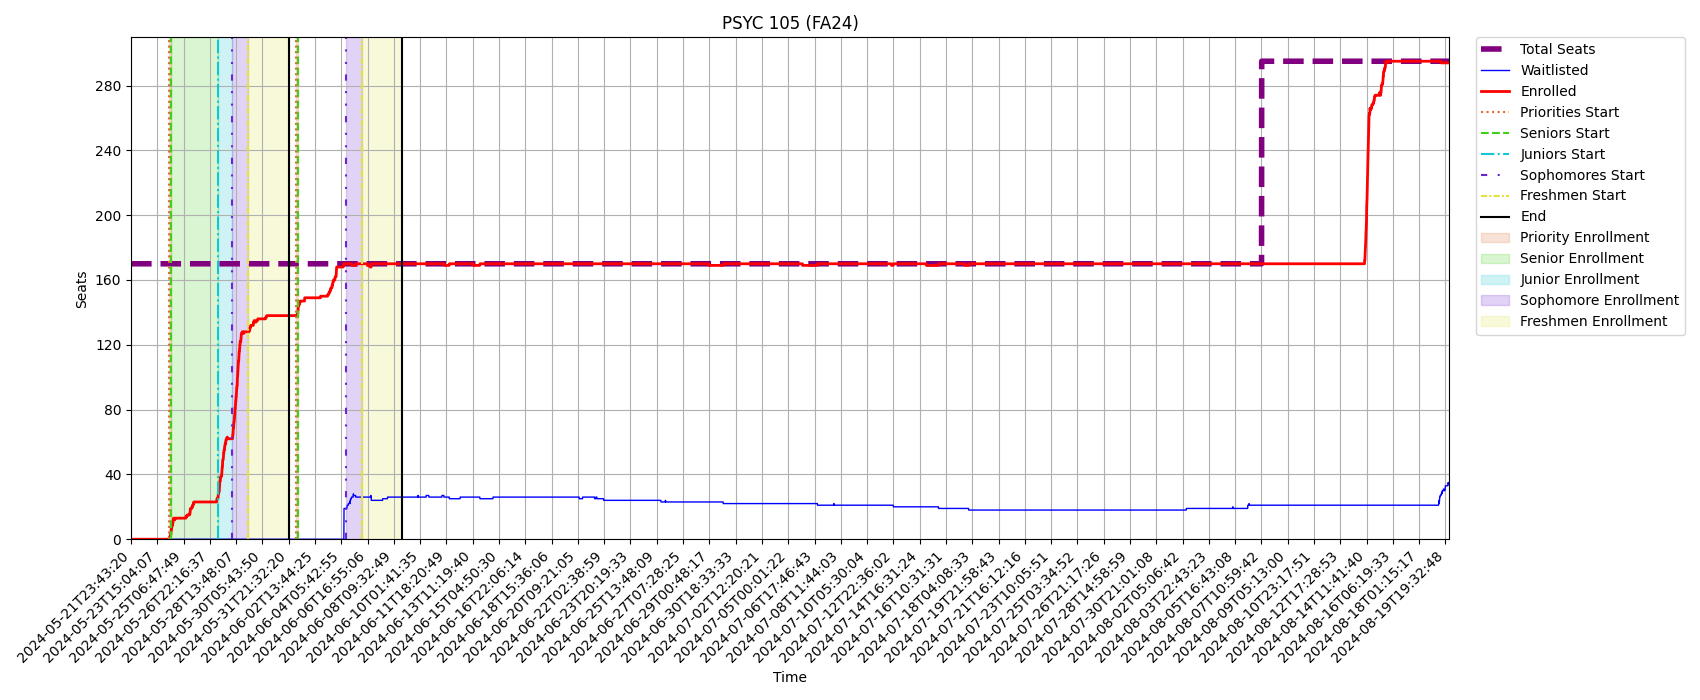 PSYC 105 (FA24)
Seats
280
240
200
160
120
80
40
0
2024-05-21T23:43:20
2024-05-23T15:04:07
2024-05-25T06:47:49
2024-05-26T22:16:37
2024-05-28T13:48:07
2024-05-30T05:43:50
2024-05-31T21:32:20
2024-06-02T13:44:25
2024-06-04T05:42:55
2024-06-06T16:55:06
2024-06-08T09:32:49
2024-06-10T01:41:35
2024-06-11T18:20:49
2024-06-13T11:19:40
2024-06-15T04:50:30
2024-06-16T22:06:14
2024-06-18T15:36:06
2024-06-20T09:21:05
2024-06-22T02:38:59
2024-06-23T20:19:33
2024-06-25T13:48:09
2024-06-27T07:28:25
2024-06-29T00:48:17
2024-06-30T18:33:33
2024-07-02T12:20:21
2024-07-05T00:01:22
2024-07-06T17:46:43
2024-07-08T11:44:03
2024-07-10T05:30:04
2024-07-12T22:36:02
2024-07-14T16:31:24
2024-07-16T10:31:31
2024-07-18T04:08:33
2024-07-19T21:58:43
2024-07-21T16:12:16
2024-07-23T10:05:51
2024-07-25T03:34:52
2024-07-26T21:17:26
2024-07-28T14:58:59
2024-07-30T21:01:08
2024-08-02T05:06:42
2024-08-03T22:43:23
2024-08-05T16:43:08
2024-08-07T10:59:42
2024-08-09T05:13:00
2024-08-10T23:17:51
2024-08-12T17:28:53
2024-08-14T11:41:40
2024-08-16T06:19:33
2024-08-18T01:15:17
2024-08-19T19:32:48
Time
Total Seats
Waitlisted
Enrolled
Priorities Start
Seniors Start
Juniors Start
Sophomores Start
Freshmen Start
End
Priority Enrollment
Senior Enrollment
Junior Enrollment
Sophomore Enrollment
Freshmen Enrollment